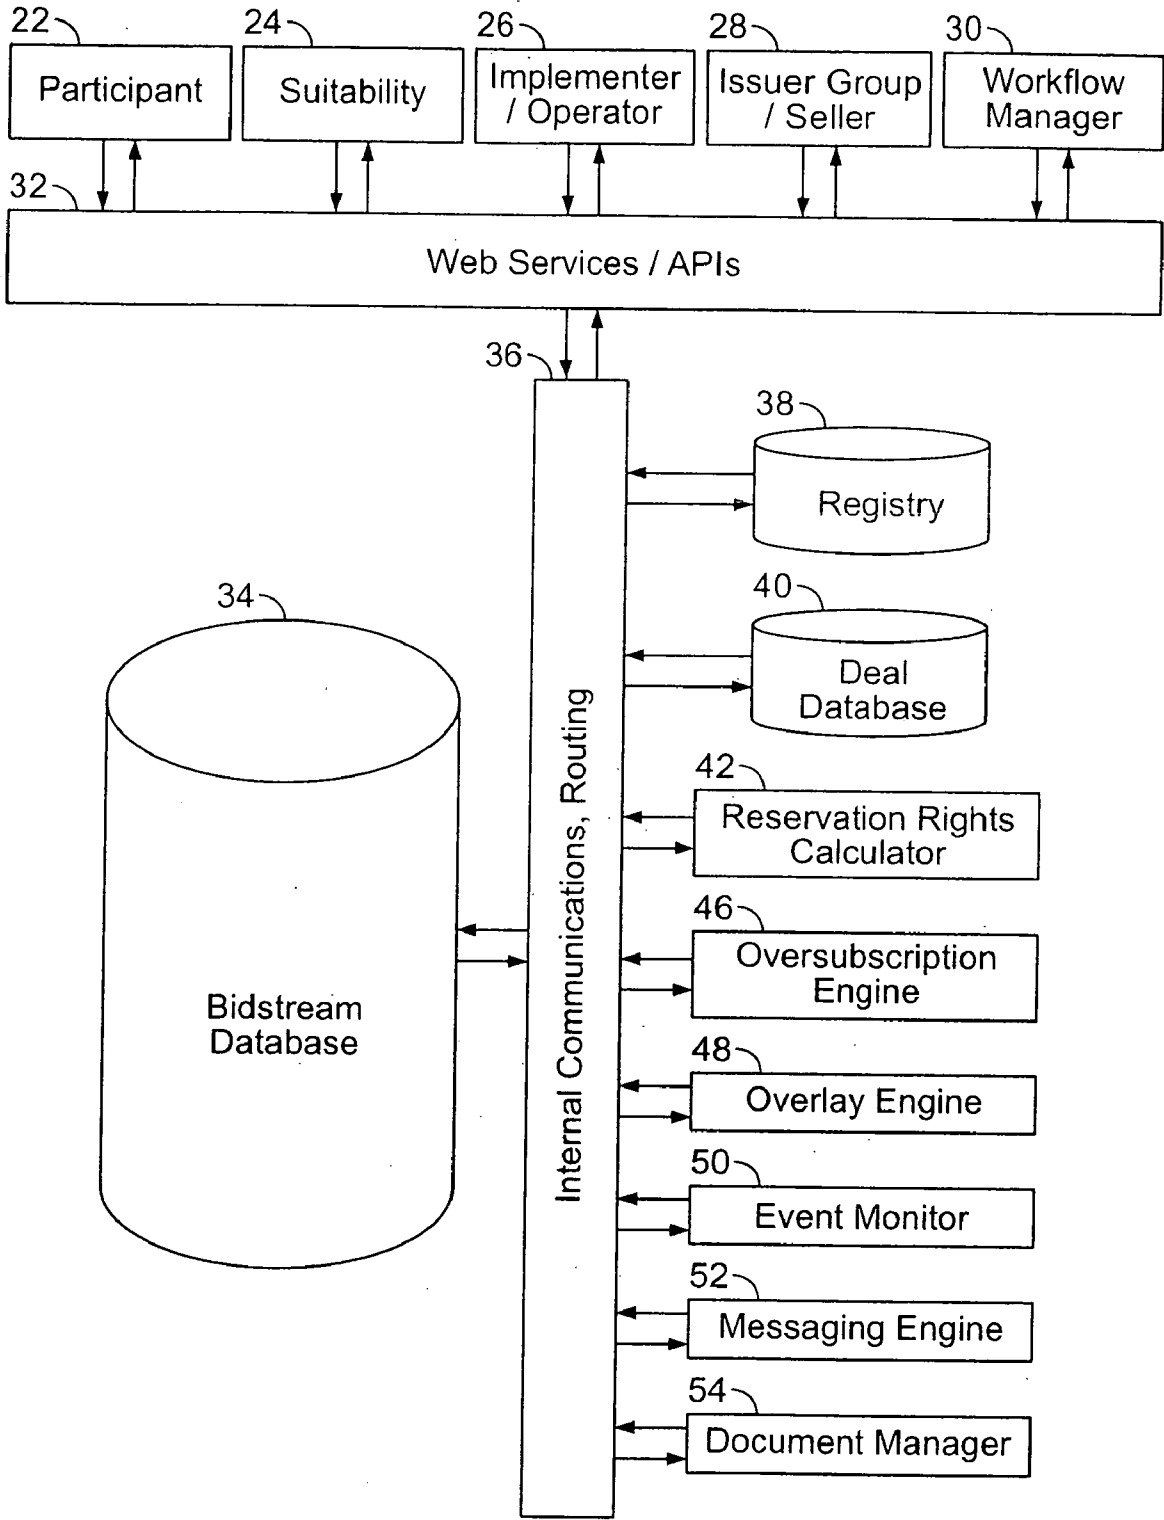 22
24
26
28
30
Participant
Suitability
Implementer
/ Operator
Issuer Group
/ Seller
Workflow
Manager
32
Web Services / APIs
36
38
Registry
34
40
Deal
Database
Internal Communications, Routing
42
Reservation Rights
Calculator
46
Oversubscription
Engine
Bidstream
Database
48
Overlay Engine
50
Event Monitor
52
Messaging Engine
54
Document Manager